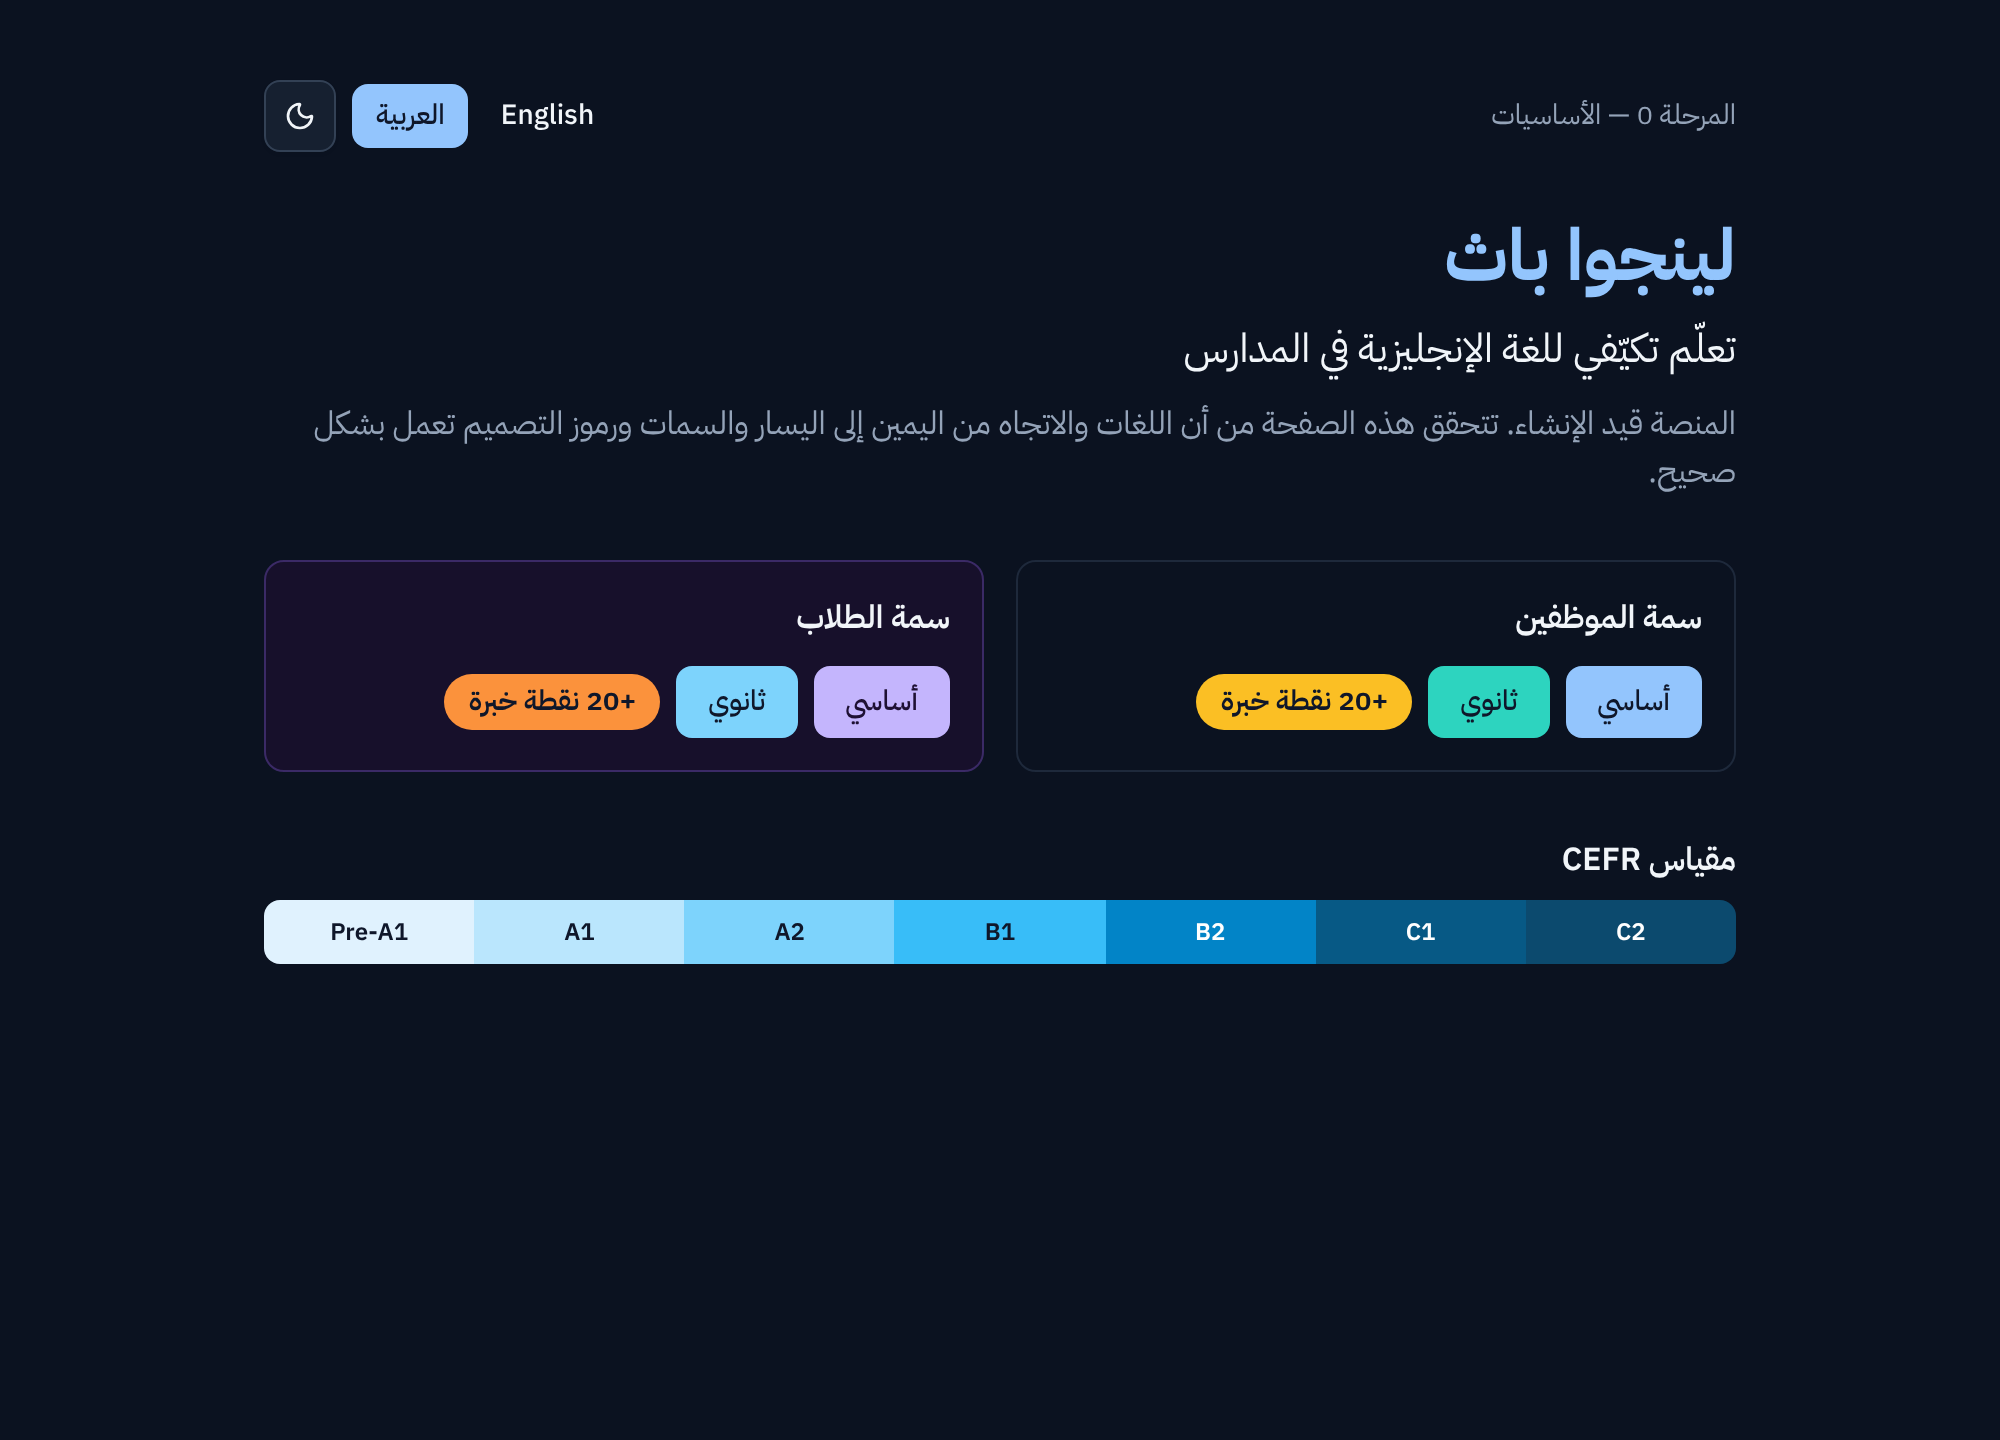 المرحلة 0 — الأساسيات
English
العربية
لينجوا باث
تعلّم تكيّفي للغة الإنجليزية في المدارس
المنصة قيد الإنشاء. تتحقق هذه الصفحة من أن اللغات والاتجاه من اليمين إلى اليسار والسمات ورموز التصميم تعمل بشكل
صحيح.
سمة الموظفين
أساسي
ثانوي
+20 نقطة خبرة
سمة الطلاب
أساسي
ثانوي
+20 نقطة خبرة
مقياس CEFR
Pre-A1 A1 A2 B1 B2 C1 C2